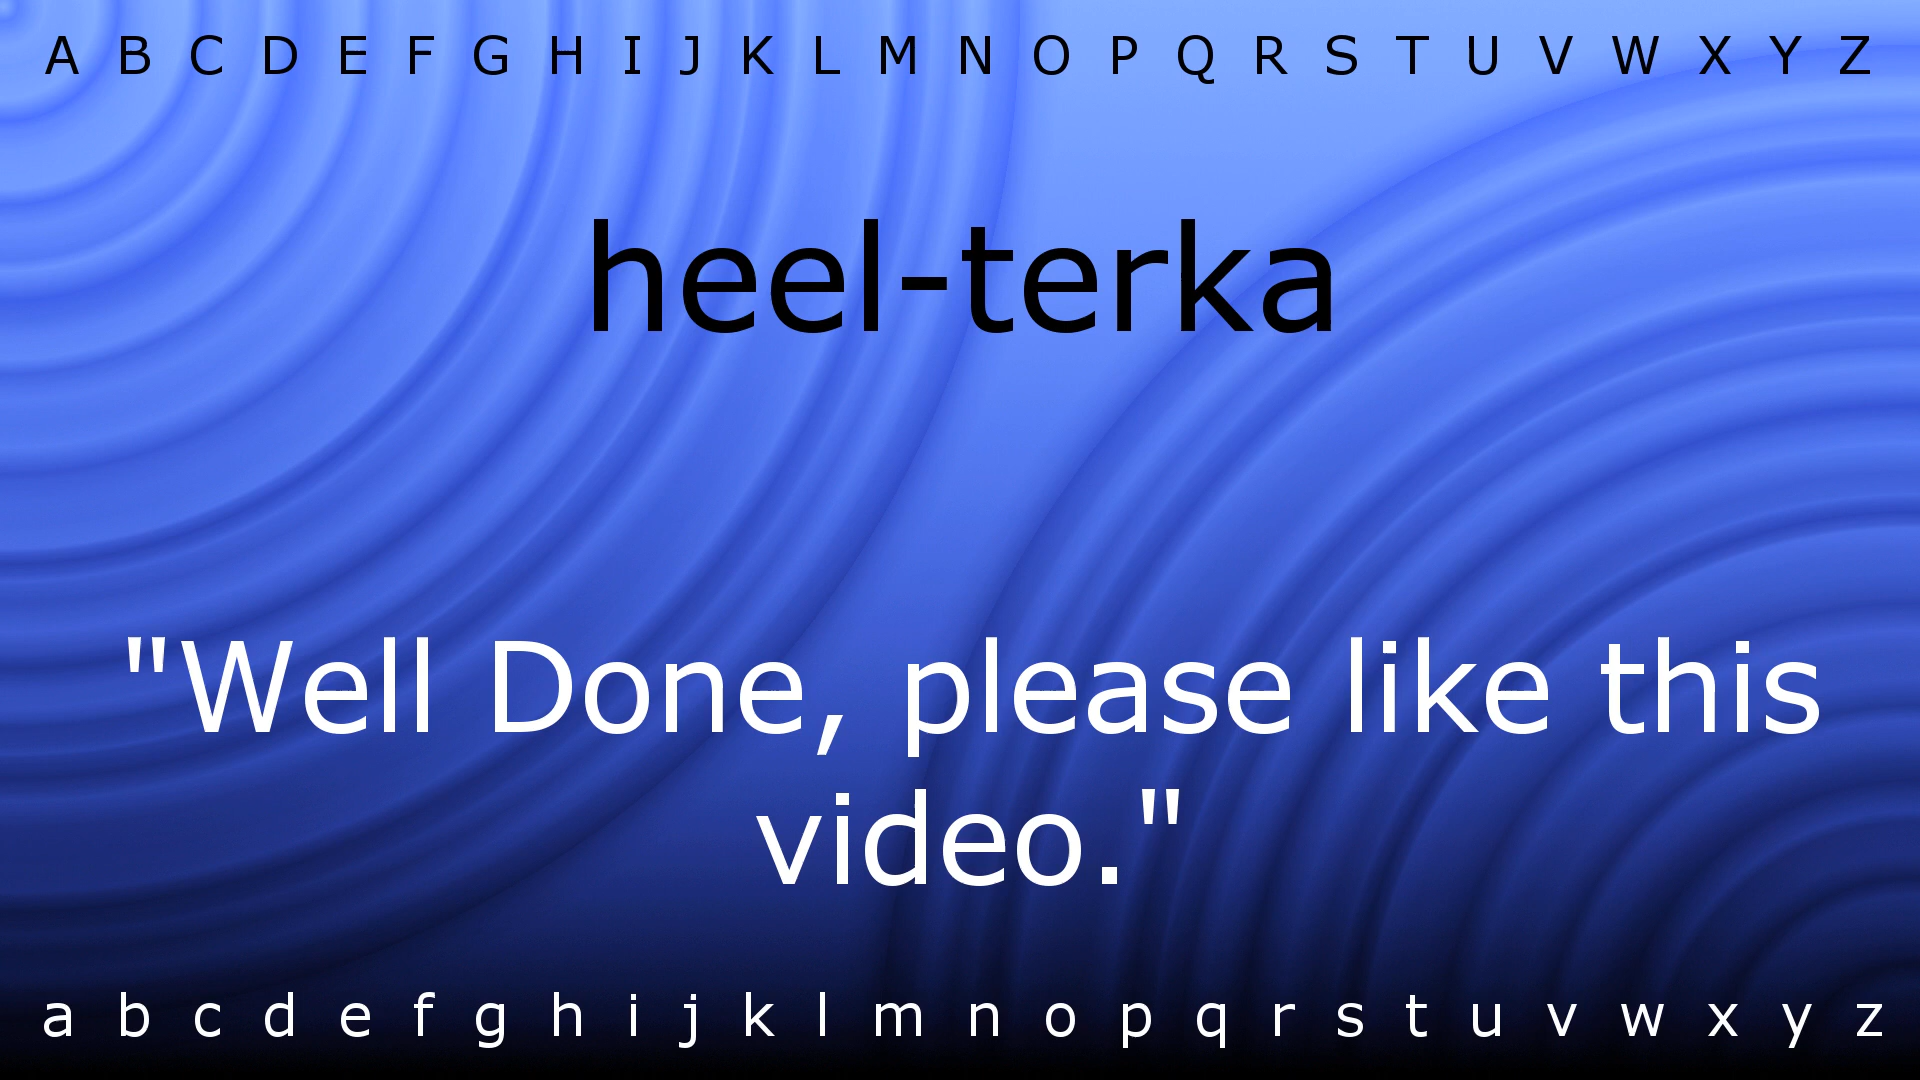 A B C D E F G H I J K L M N O P Q R S T U V W X Y Z
heel-terka
"Well Done, please like this
video."
a b c d e f g h i j k l m n o p q r s t u v w x y z